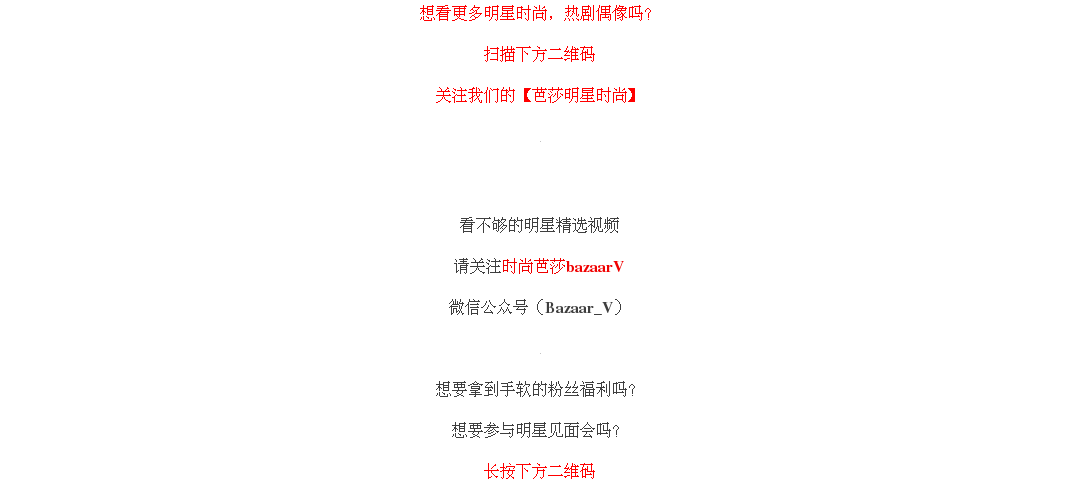 想看更多明星时尚，热剧偶像吗？
扫描下方二维码
关注我们的【芭莎明星时尚】
看不够的明星精选视频
请关注时尚芭莎bazaarV
微信公众号（Bazaar_V）
想要拿到手软的粉丝福利吗？
想要参与明星见面会吗？
长按下方二维码